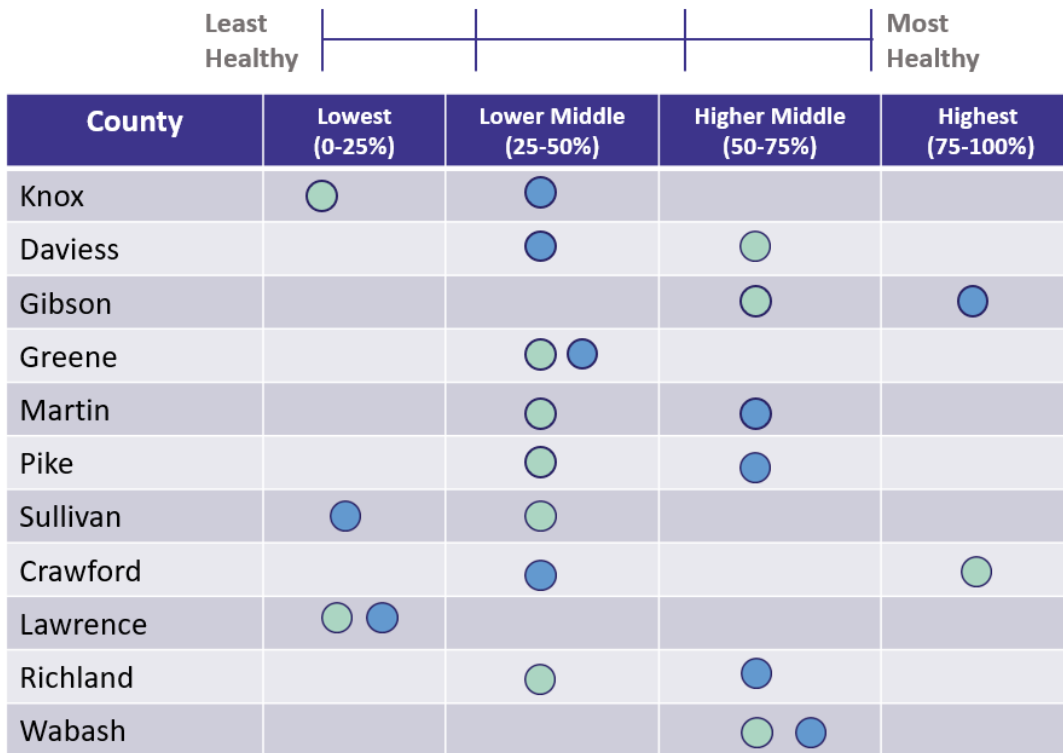 Least
Healthy
Most
Healthy
County
Lowest
(0-25%)
Lower Middle
(25-50%)
Higher Middle
(50-75%)
Highest
(75-100%)
Knox
Daviess
Gibson
Greene
Martin
Pike
Sullivan
Crawford
Lawrence
Richland
Wabash